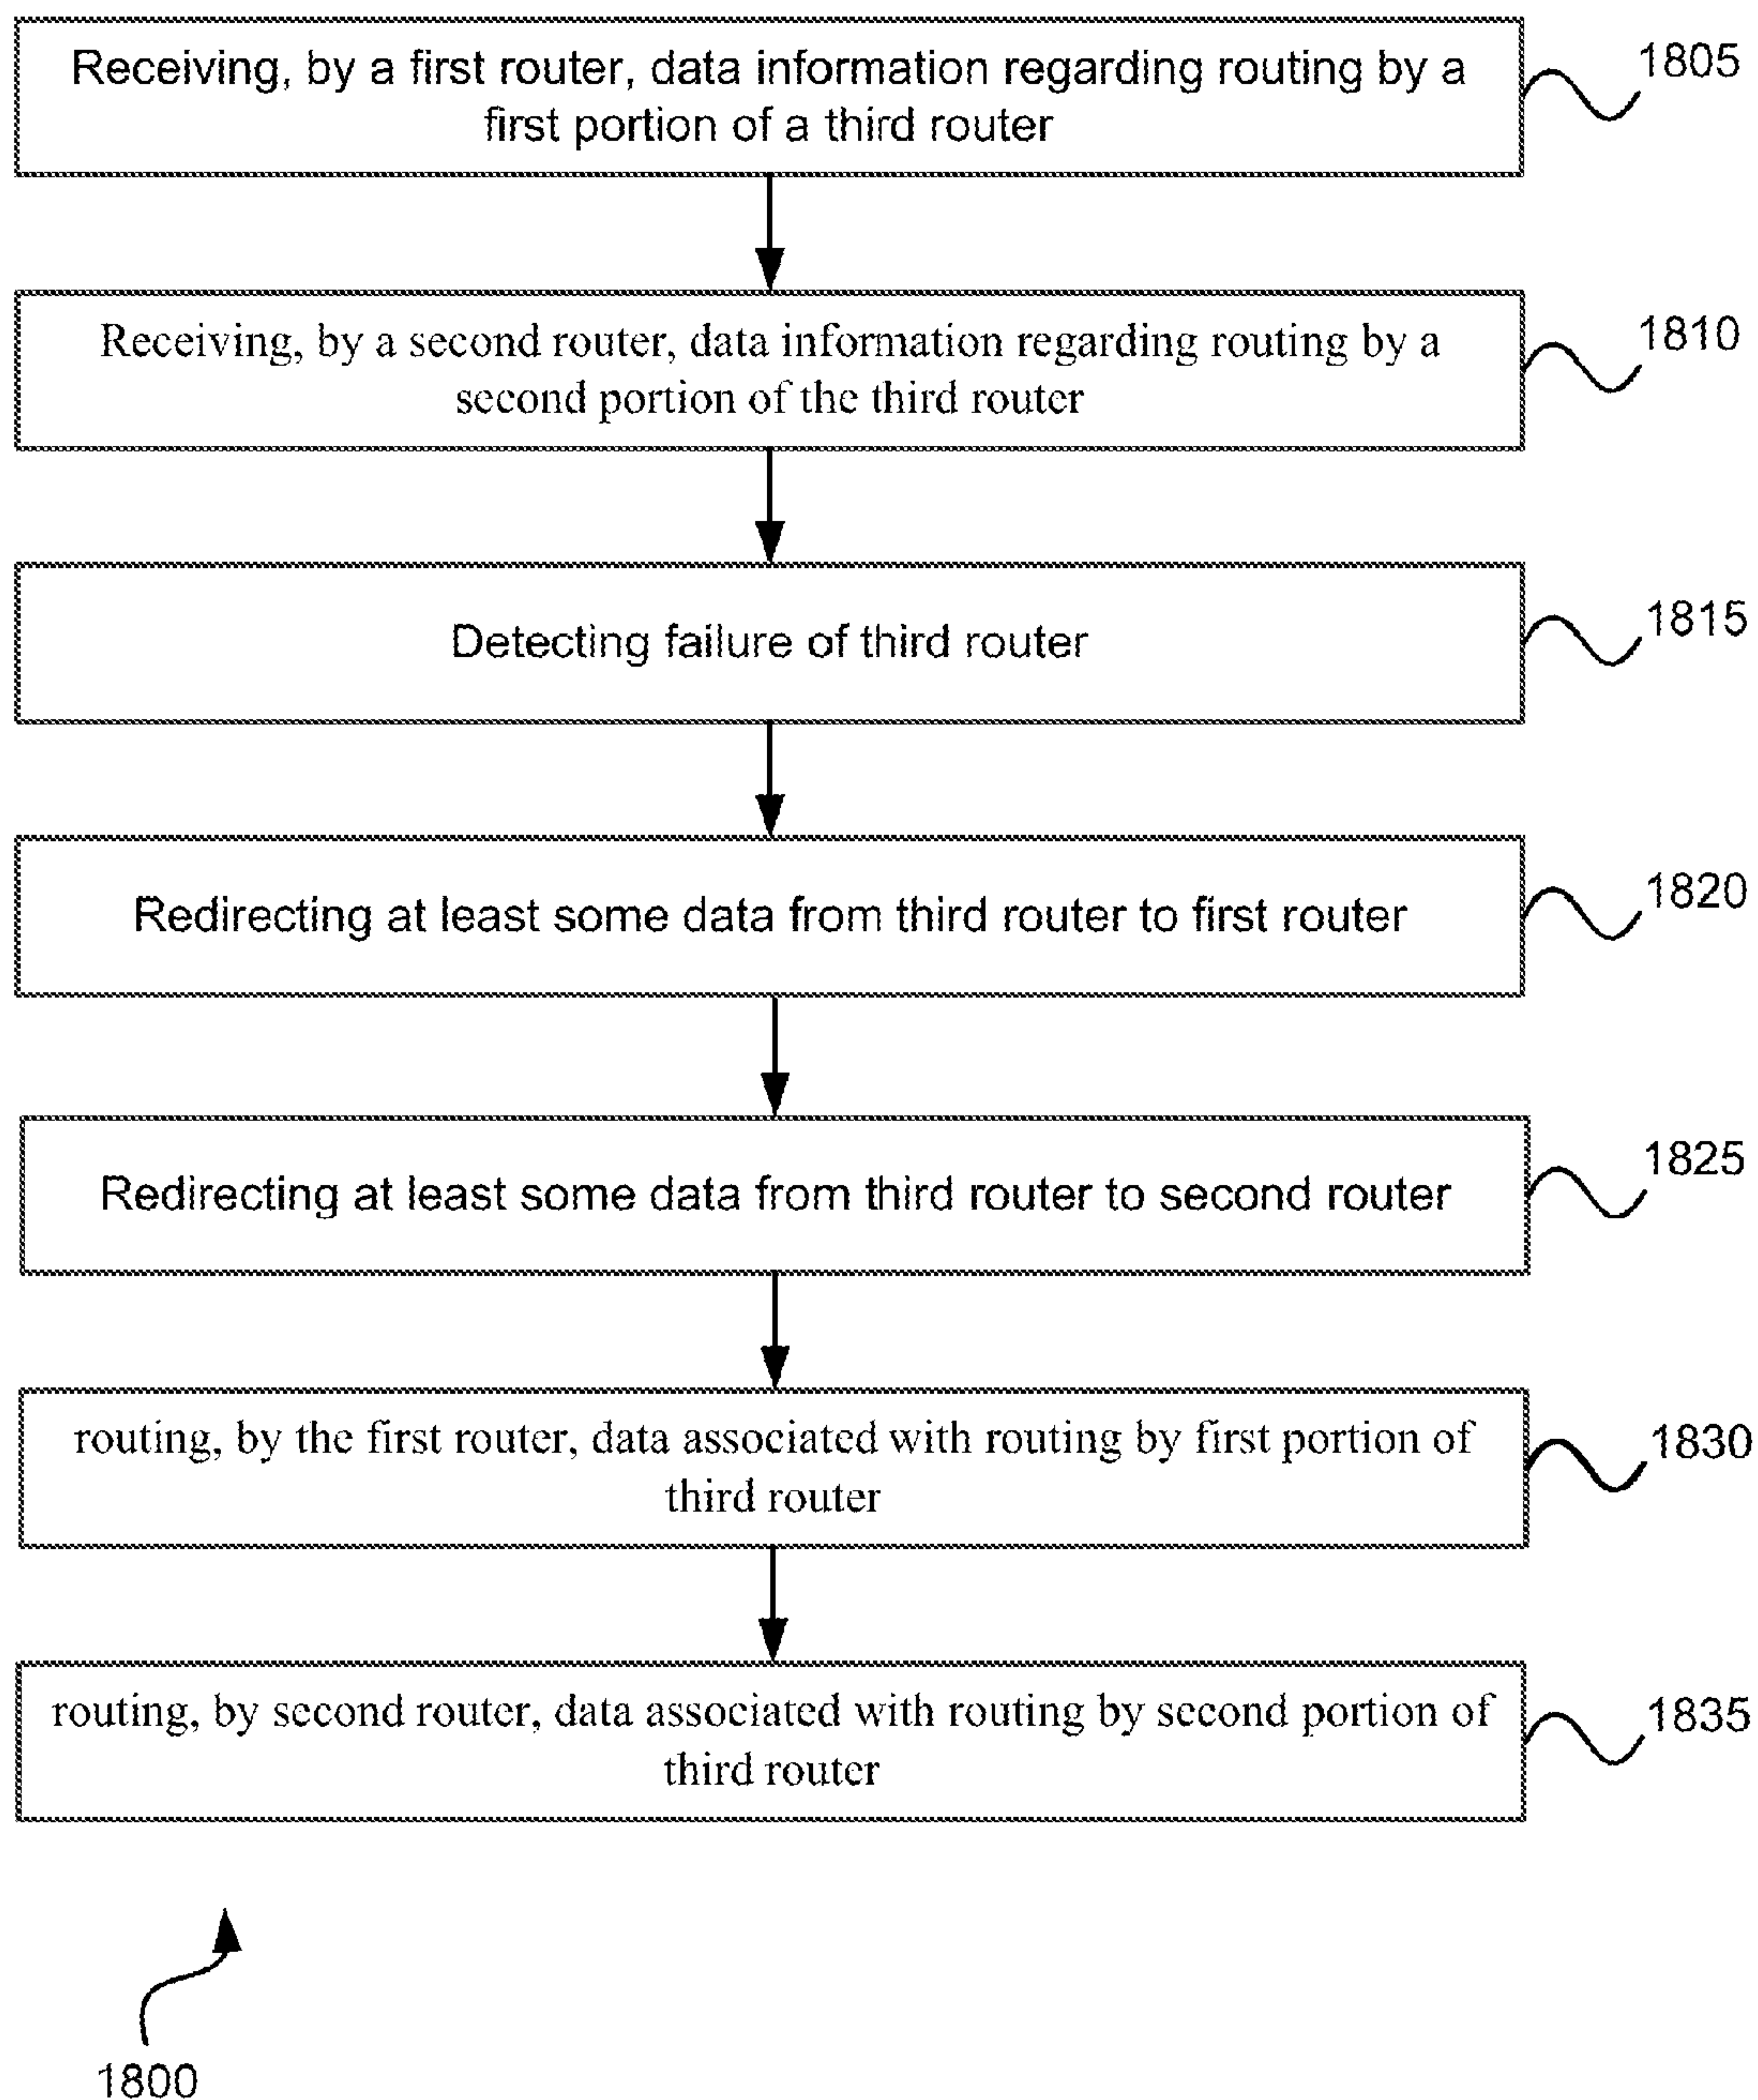 Receiving, by a first router, data information regarding routing by a
first portion of a third router
1805
Receiving, by a second router, data information regarding routing by a
second portion of the third router
1810
Detecting failure of third router
1815
Redirecting at least some data from third router to first router
1820
Redirecting at least some data from third router to second router
1825
routing, by the first router, data associated with routing by first portion of
third router
1830
routing, by second router, data associated with routing by second portion of
third router
1835
1800